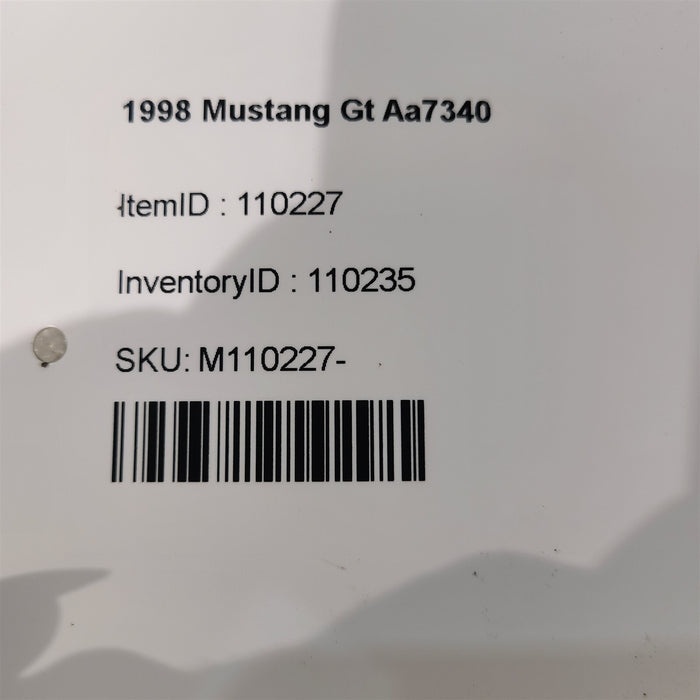 1998 Mustang Gt Aa7340
ItemID : 110227
InventoryID : 110235
SKU: M110227-